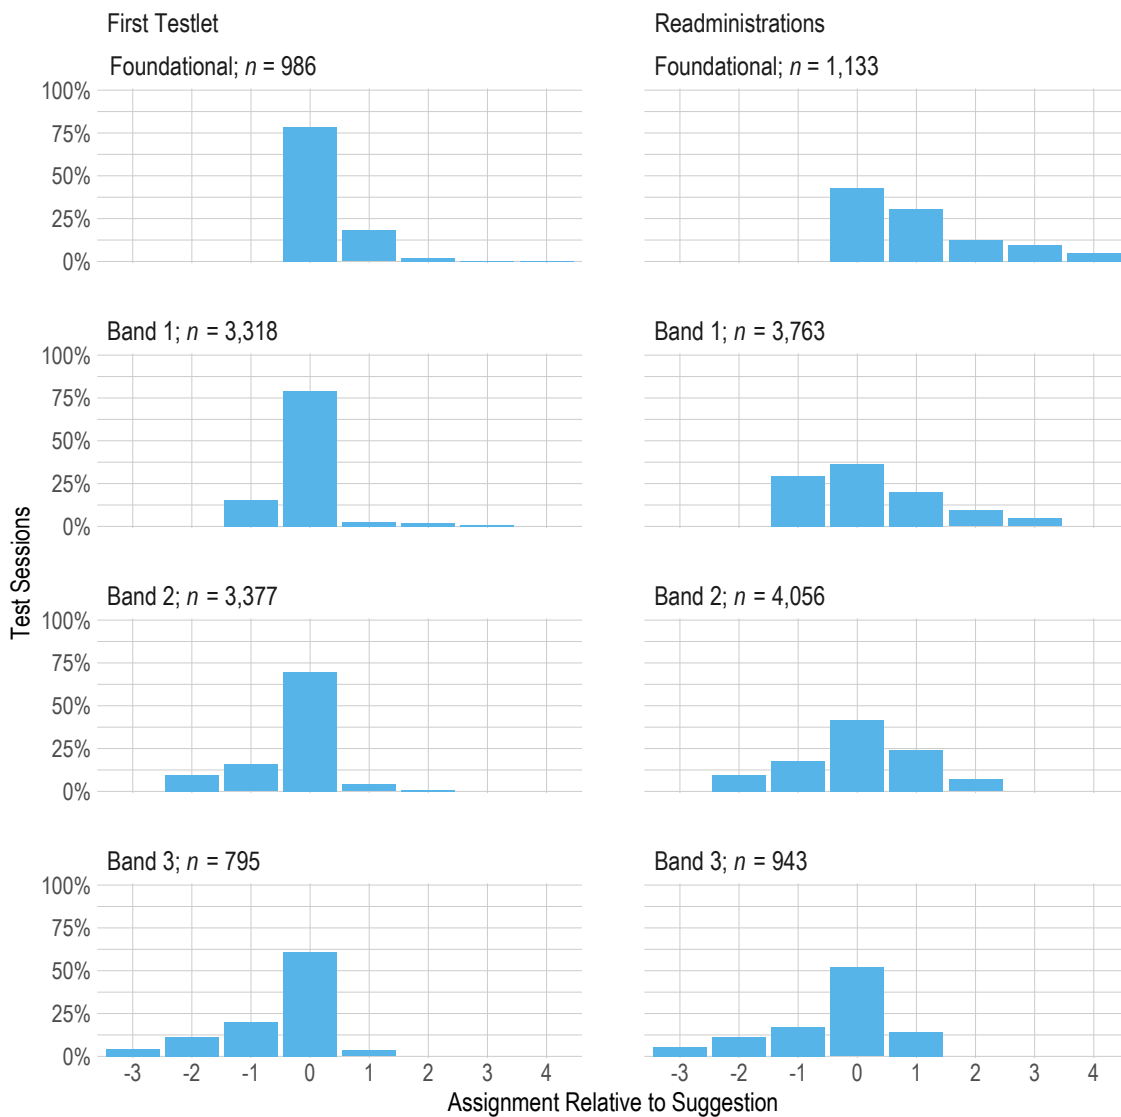 First Testlet
Readministrations
Foundational; n = 986
Foundational; n = 1,133
100%
75%
50%
25%
0%
Band 1; n = 3,318
Band 1; n = 3,763
100%
75%
50%
25%
0%
Band 2; n = 3,377
Band 2; n = 4,056
100%
75%
50%
25%
0%
Band 3; n = 795
Band 3; n = 943
100%
75%
50%
25%
0%
Test Sessions
-3 -2 -1 0 1 2 3 4
-3 -2 -1 0 1 2 3 4
Assignment Relative to Suggestion